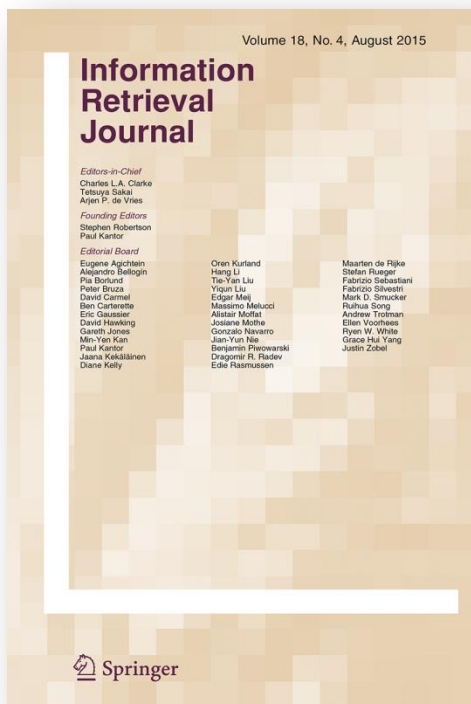 Volume 18, No. 4, August 2015
Information
Retrieval
Journal
Editors-in-Chief
Charles L.A. Clarke
Tetsuya Sakai
Arjen P. de Vries
Founding Editors
Stephen Robertson
Paul Kantor
Editorial Board
Eugene Agichtein
Alejandro Bellogín
Pia Borlund
Peter Bruza
David Carmel
Ben Carterette
Eric Gaussier
David Hawking
Gareth Jones
Min-Yen Kan
Paul Kantor
Jaana Kekäläinen
Diane Kelly
Oren Kurland
Hang Li
Tie-Yan Liu
Yiqun Liu
Edgar Meij
Massimo Melucci
Alistair Moffat
Josiane Mothe
Gonzalo Navarro
Jian-Yun Nie
Benjamin Piwowarski
Dragomir R. Radev
Edie Rasmussen
Maarten de Rijke
Stefan Rueger
Fabrizio Sebastiani
Fabrizio Silvestri
Mark D. Smucker
Ruihua Song
Andrew Trotman
Ellen Voorhees
Ryen W. White
Grace Hui Yang
Justin Zobel
Springer